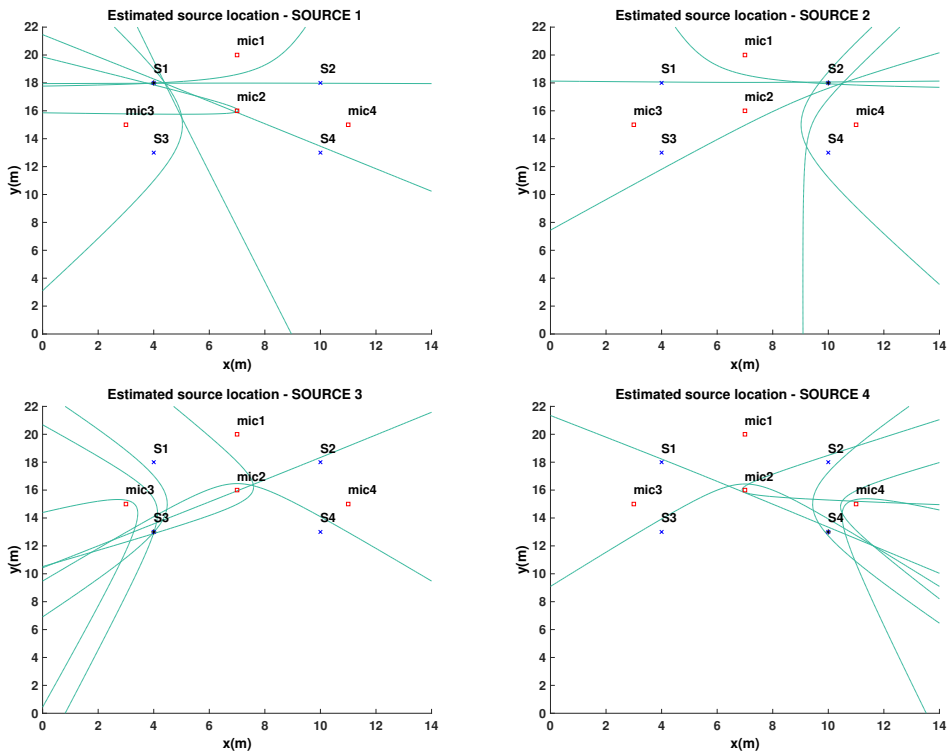 Estimated source location - SOURCE 1
22
20
18
16
14
12
10
8
6
4
2
0
y(m)
mic1
S1
S2
mic2
mic3
mic4
S3
S4
0 2 4 6 8 10 12 14
x(m)
Estimated source location - SOURCE 2
22
20
18
16
14
12
10
8
6
4
2
0
y(m)
mic1
S1
S2
mic2
mic3
mic4
S3
S4
0 2 4 6 8 10 12 14
x(m)
Estimated source location - SOURCE 3
22
20
18
16
14
12
10
8
6
4
2
0
y(m)
mic1
S1
S2
mic2
mic3
mic4
S3
S4
0 2 4 6 8 10 12 14
x(m)
Estimated source location - SOURCE 4
22
20
18
16
14
12
10
8
6
4
2
0
y(m)
mic1
S1
S2
mic2
mic3
mic4
S3
S4
0 2 4 6 8 10 12 14
x(m)